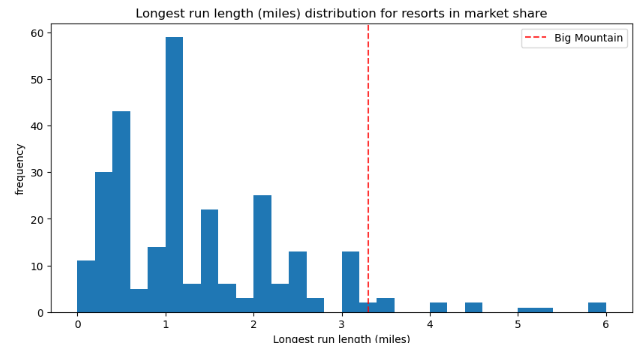 Longest run length (miles) distribution for resorts in market share
Big Mountain
60
50
40
30
20
10
0
frequency
0 1 2 3 4 5 6
Longest run length (miles)